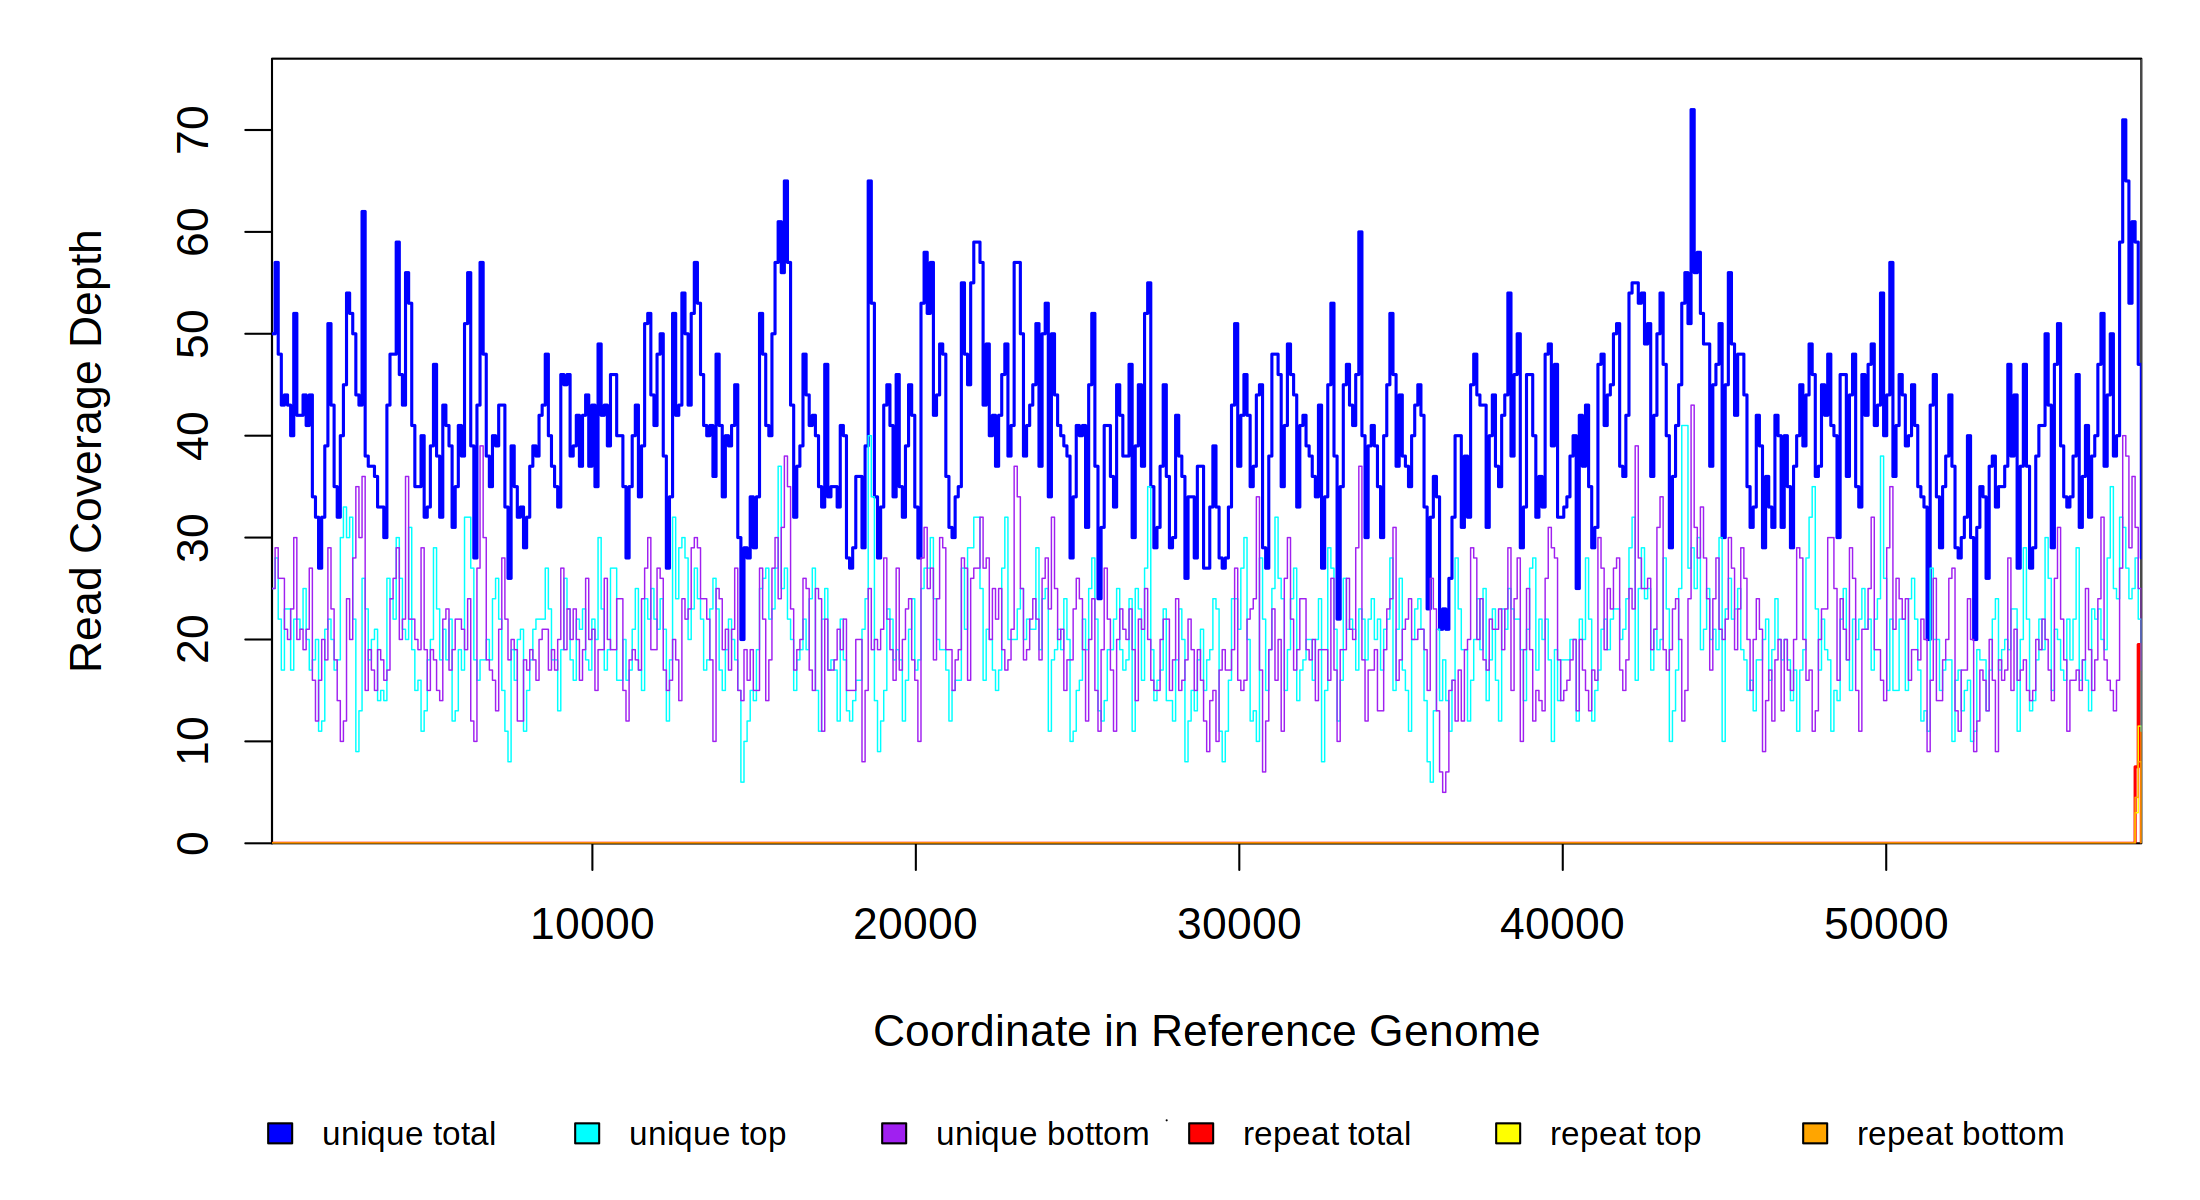 Read Coverage Depth
70
60
50
40
30
20
10
0
10000 20000 30000 40000 50000
Coordinate in Reference Genome
unique total unique top unique bottom repeat total repeat top repeat bottom